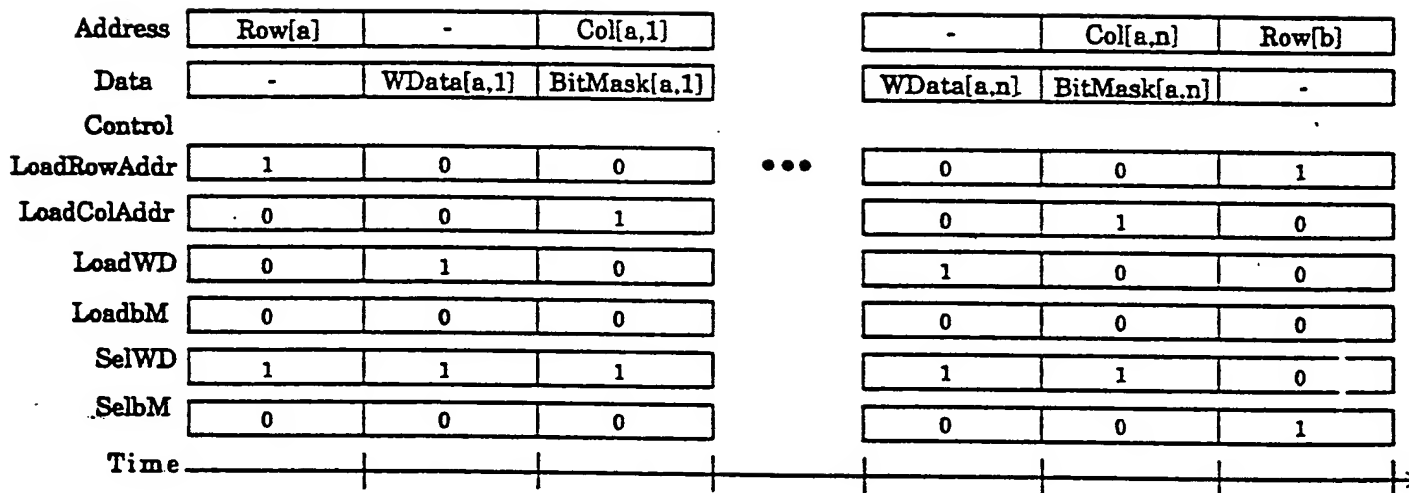 Address Row[a] - Col[a,1] - Col[a,n] Row[b]
Data - WData[a,1] BitMask[a,1] WData[a,n] BitMask[a,n] -
Control
LoadRowAddr 1 0 0 ••• 0 0 1
LoadColAddr 0 0 1 0 1 0
LoadWD 0 1 0 1 0 0
LoadbM 0 0 0 0 0 0
SelWD 1 1 1 1 1 0
SelbM 0 0 0 0 0 1
Time